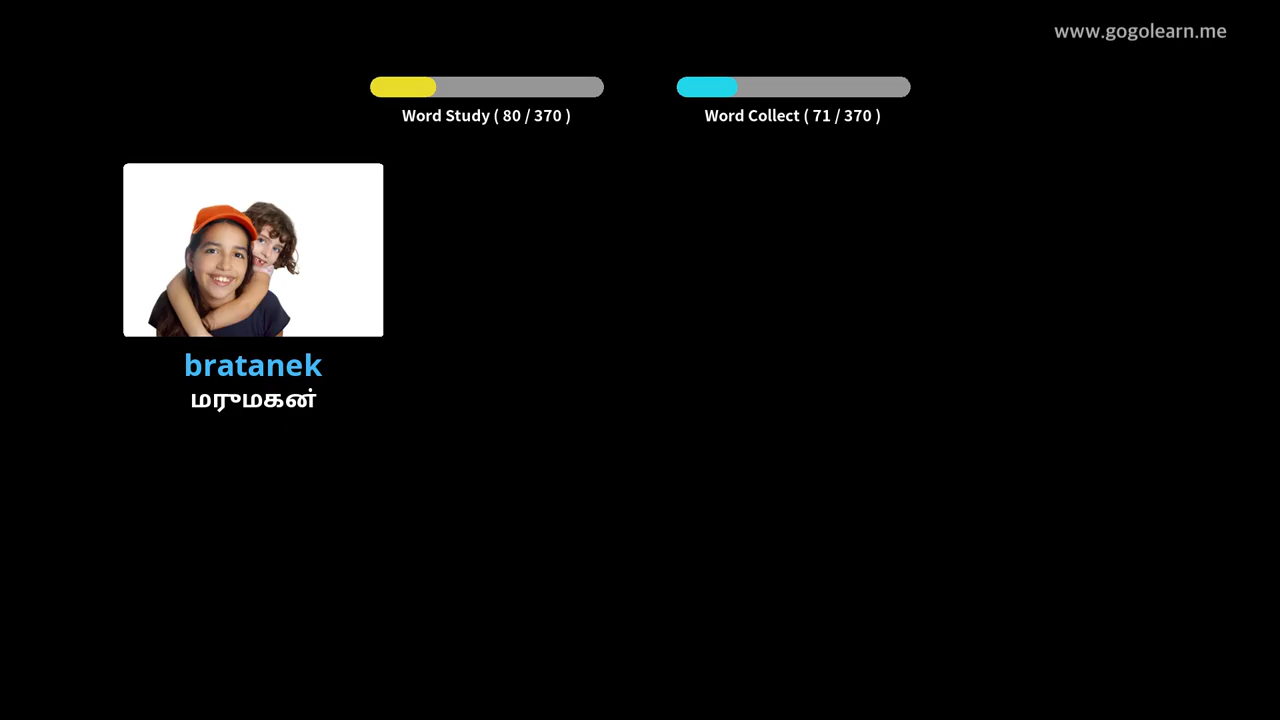 www.gogolearn.me
Word Study ( 80 / 370 )
Word Collect ( 71 / 370 )
bratanek
மருமகன்